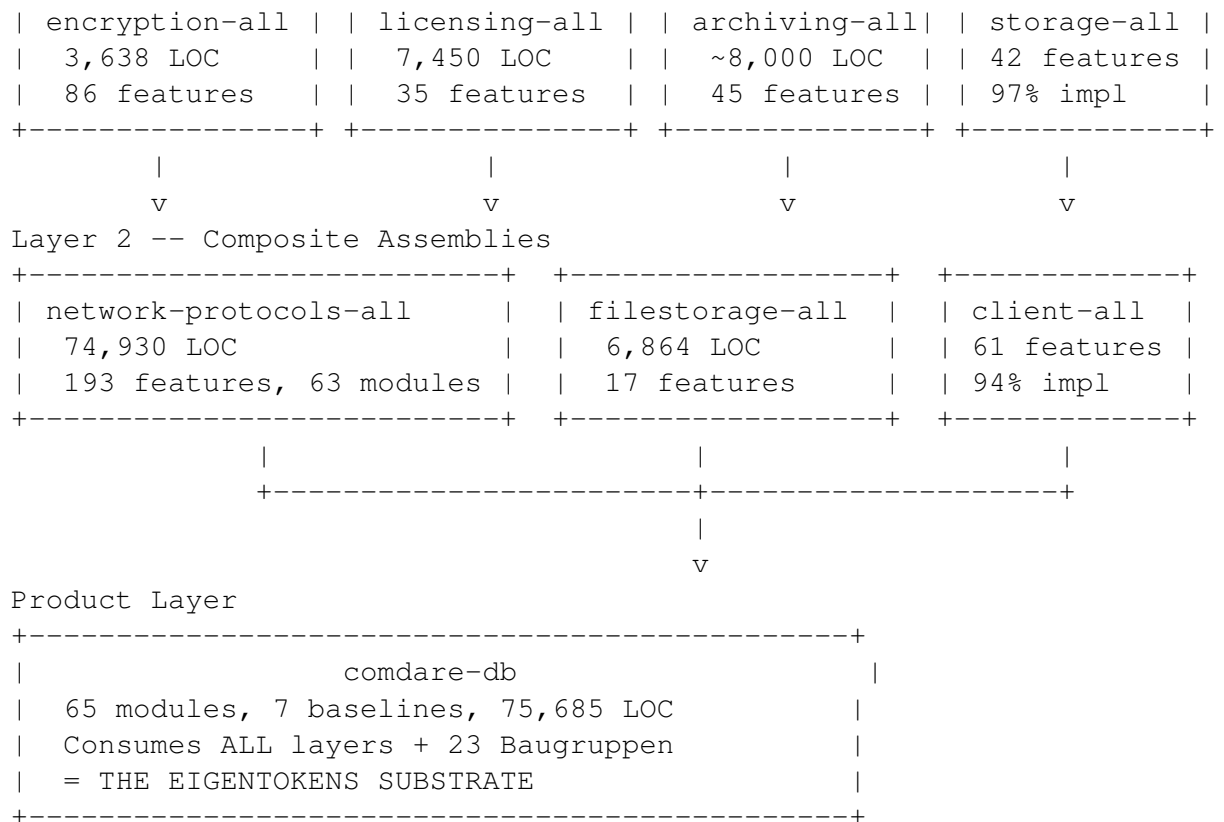 | encryption-all | | licensing-all | | archiving-all| | storage-all |
|  3,638 LOC     | |  7,450 LOC    | |  ~8,000 LOC  | | 42 features |
|  86 features   | |  35 features  | |  45 features | | 97% impl    |
+----------------+ +---------------+ +--------------+ +-------------+
        |                  |                |               |
        v                  v                v               v
Layer 2 -- Composite Assemblies
+---------------------------+  +------------------+  +-------------+
| network-protocols-all     |  | filestorage-all  |  | client-all  |
|  74,930 LOC               |  |  6,864 LOC       |  | 61 features |
|  193 features, 63 modules |  |  17 features     |  | 94% impl    |
+---------------------------+  +------------------+  +-------------+
              |                        |                    |
              +------------------------+--------------------+
                                       |
                                       v
Product Layer
+-----------------------------------------------+
|                  comdare-db                    |
|  65 modules, 7 baselines, 75,685 LOC          |
|  Consumes ALL layers + 23 Baugruppen          |
|  = THE EIGENTOKENS SUBSTRATE                  |
+-----------------------------------------------+